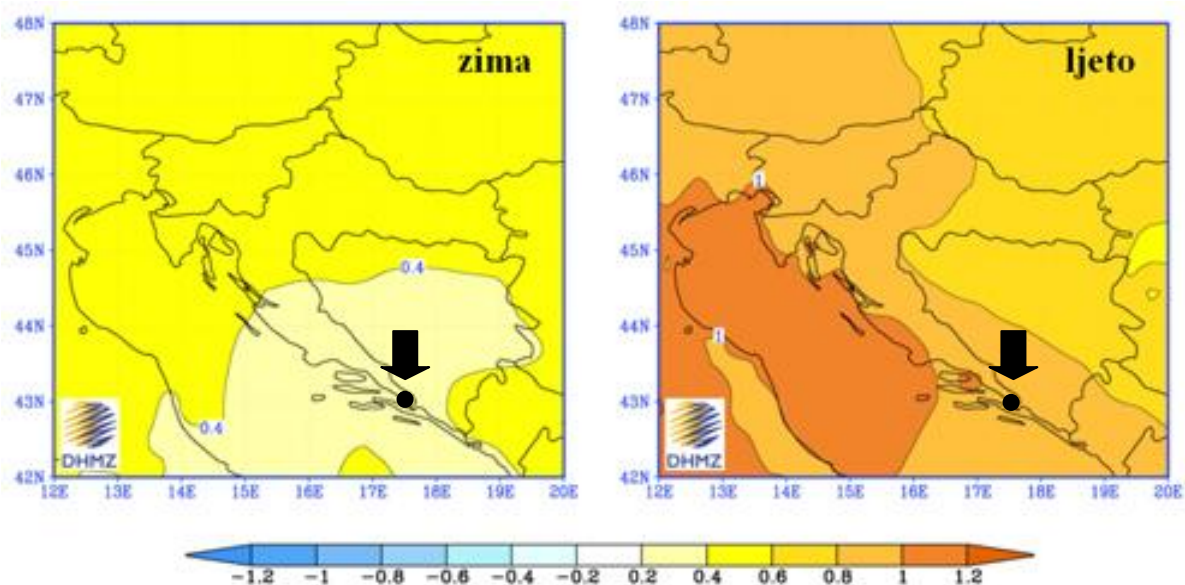 48N
47N
46N
45N
44N
43N
42N
12E 13E 14E 15E 16E 17E 18E 19E 20E
zima
0.4
0.4
DHMZ
48N
47N
46N
45N
44N
43N
42N
12E 13E 14E 15E 16E 17E 18E 19E 20E
ljeto
1
1
DHMZ
-1.2 -1 -0.8 -0.6 -0.4 -0.2 0.2 0.4 0.6 0.8 1 1.2